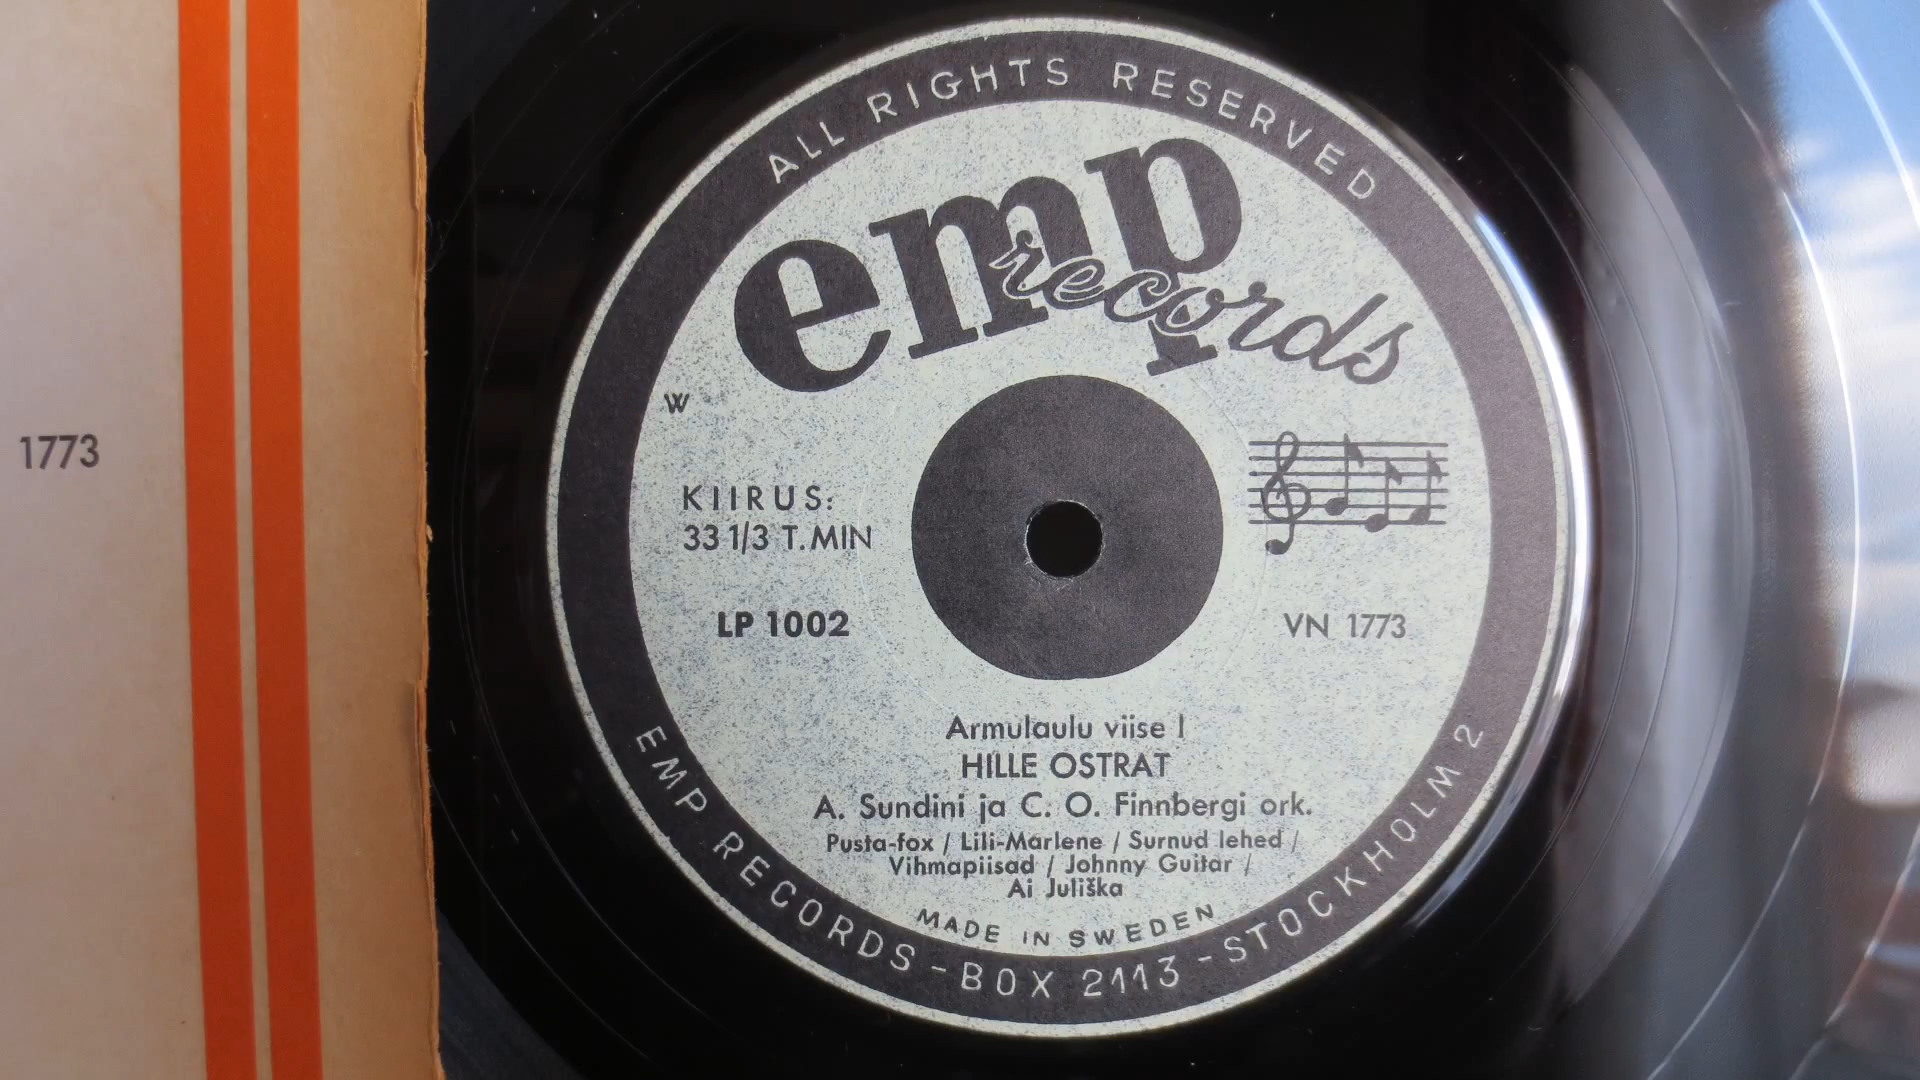 1773
ALL RIGHTS RESERVED
emp
records
W
KIIRUS:
33 1/3 T. MIN
LP 1002
VN 1773
Armulaulu viise I
HILLE OSTRAT
A. Sundini ja C. O. Finnbergi ork.
Pusta-fox / Lili-Marlene / Surnud lehed /
Vihmapiisad / Johnny Guitar /
Ai Juliška
MADE IN SWEDEN
EMP RECORDS - BOX 2113 - STOCKHOLM 2